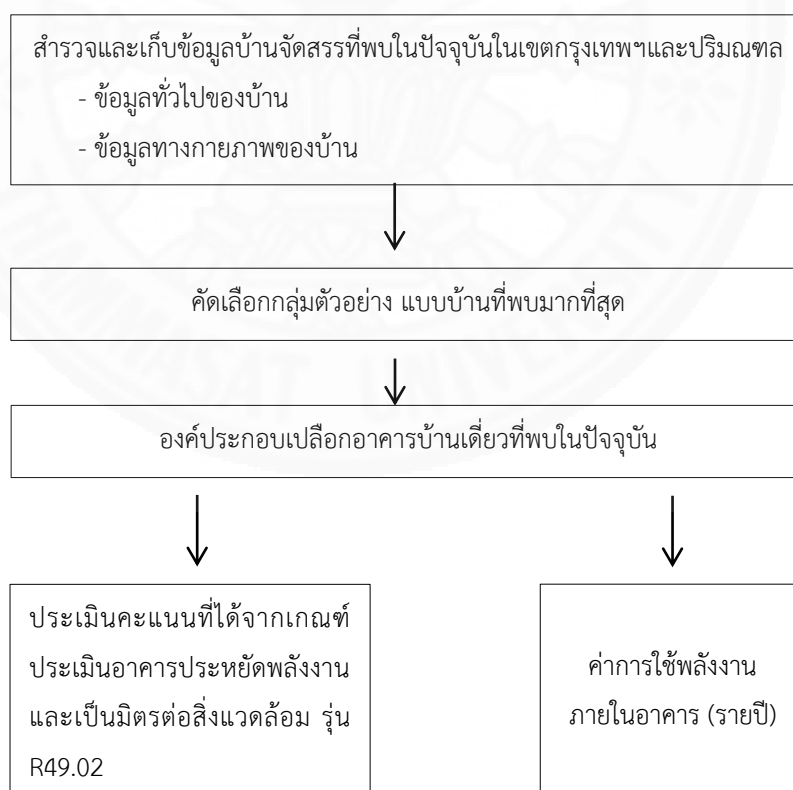 สำรวจและเก็บข้อมูลบ้านจัดสรรที่พบในปัจจุบันในเขตกรุงเทพฯและปริมณฑล
- ข้อมูลทั่วไปของบ้าน
- ข้อมูลทางกายภาพของบ้าน
คัดเลือกกลุ่มตัวอย่าง แบบบ้านที่พบมากที่สุด
องค์ประกอบเปลือกอาคารบ้านเดี่ยวที่พบในปัจจุบัน
ประเมินคะแนนที่ได้จากเกณฑ์
ประเมินอาคารประหยัดพลังงาน
และเป็นมิตรต่อสิ่งแวดล้อม รุ่น
R49.02
ค่าการใช้พลังงาน
ภายในอาคาร (รายปี)
THAMMASAT UNIVERSITY